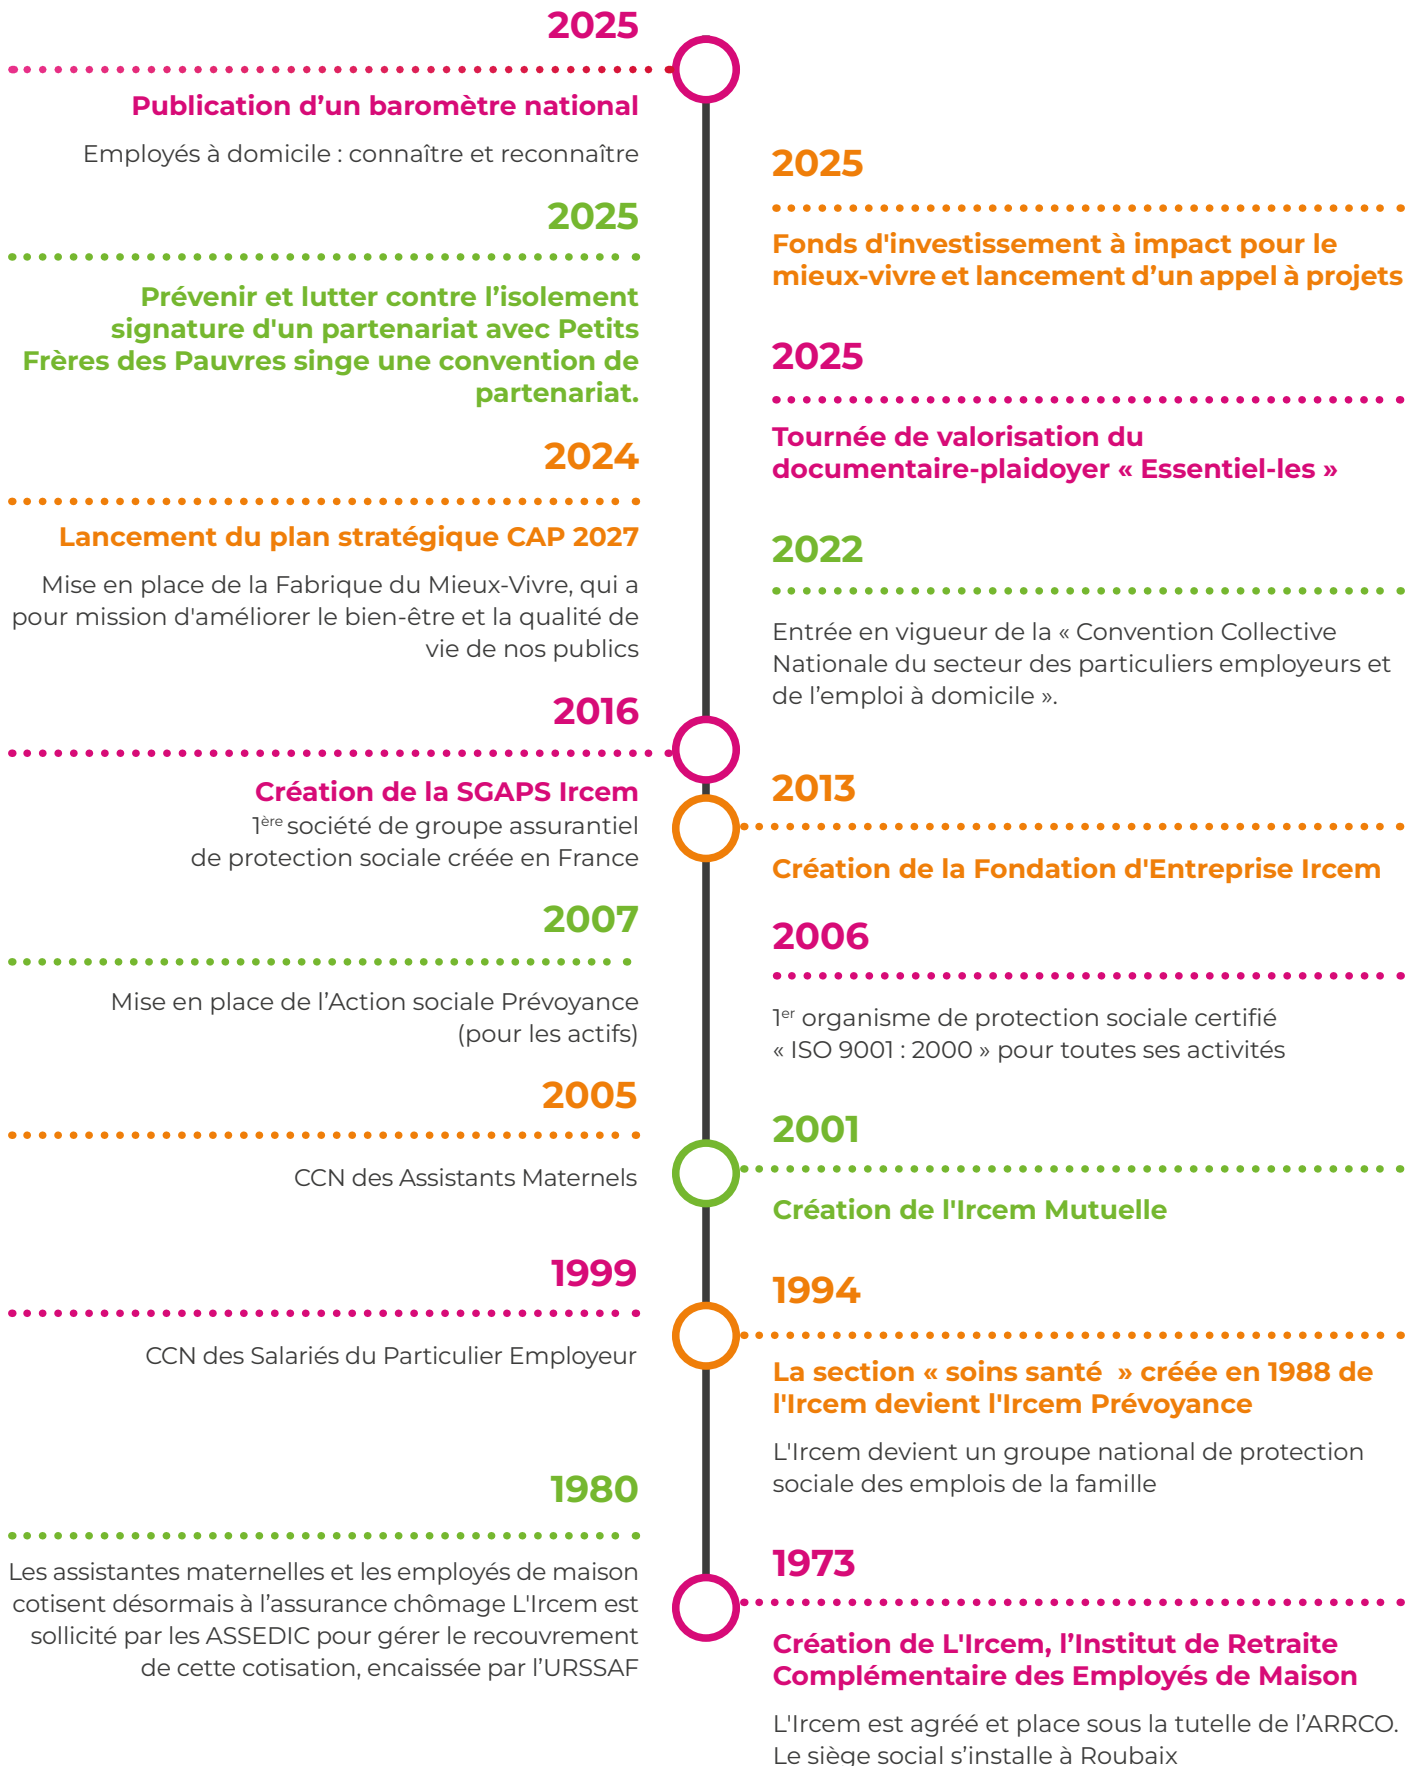 2025
Publication d’un baromètre national
Employés à domicile : connaître et reconnaître
2025
Fonds d'investissement à impact pour le
mieux-vivre et lancement d’un appel à projets
2025
Prévenir et lutter contre l’isolement
signature d'un partenariat avec Petits
Frères des Pauvres singe une convention de
partenariat.
2025
Tournée de valorisation du
documentaire-plaidoyer « Essentiel-les »
2024
Lancement du plan stratégique CAP 2027
Mise en place de la Fabrique du Mieux-Vivre, qui a
pour mission d'améliorer le bien-être et la qualité de
vie de nos publics
2022
Entrée en vigueur de la « Convention Collective
Nationale du secteur des particuliers employeurs et
de l’emploi à domicile ».
2016
Création de la SGAPS Ircem
1ère société de groupe assurantiel
de protection sociale créée en France
2013
Création de la Fondation d'Entreprise Ircem
2007
Mise en place de l’Action sociale Prévoyance
(pour les actifs)
2006
1er organisme de protection sociale certifié
« ISO 9001 : 2000 » pour toutes ses activités
2005
CCN des Assistants Maternels
2001
Création de l'Ircem Mutuelle
1999
CCN des Salariés du Particulier Employeur
1994
La section « soins santé  » créée en 1988 de
l'Ircem devient l'Ircem Prévoyance
L'Ircem devient un groupe national de protection
sociale des emplois de la famille
1980
Les assistantes maternelles et les employés de maison
cotisent désormais à l’assurance chômage L'Ircem est
sollicité par les ASSEDIC pour gérer le recouvrement
de cette cotisation, encaissée par l’URSSAF
1973
Création de L'Ircem, l’Institut de Retraite
Complémentaire des Employés de Maison
L'Ircem est agréé et place sous la tutelle de l’ARRCO.
Le siège social s’installe à Roubaix